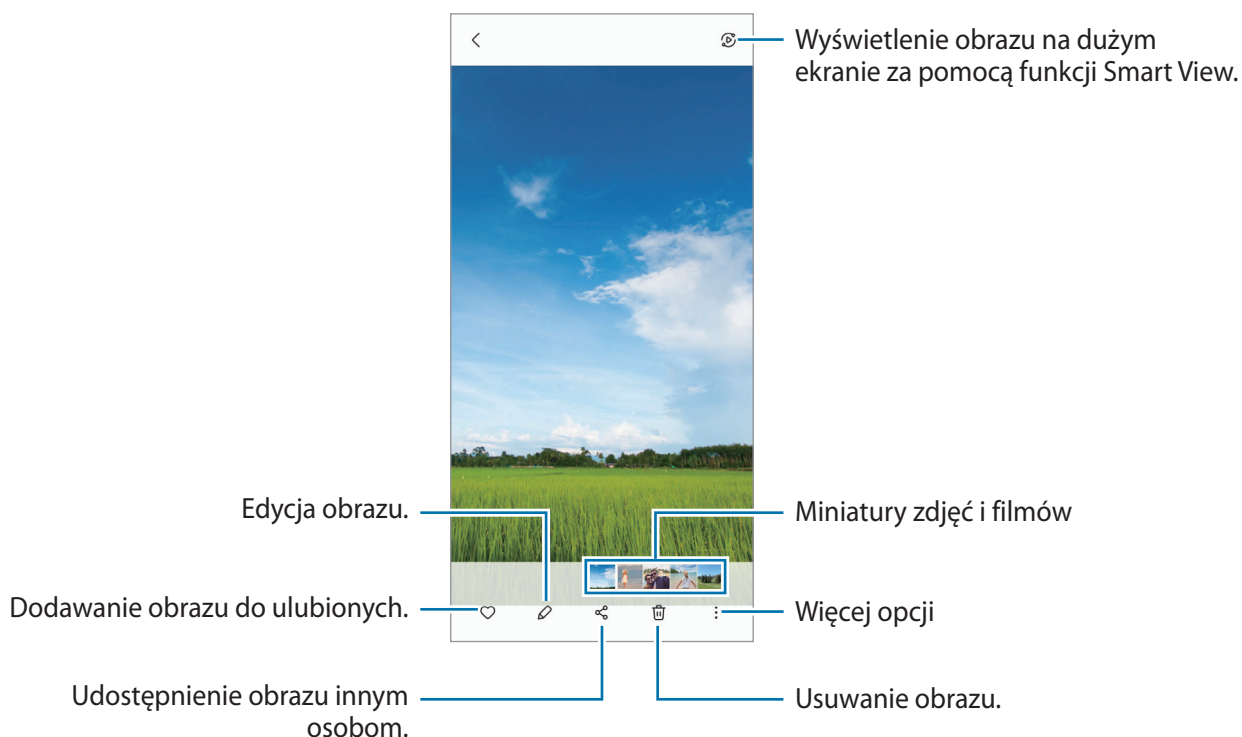 Wyświetlenie obrazu na dużym
ekranie za pomocą funkcji Smart View.
Edycja obrazu.
Miniatury zdjęć i filmów
Dodawanie obrazu do ulubionych.
Więcej opcji
Udostępnienie obrazu innym
osobom.
Usuwanie obrazu.